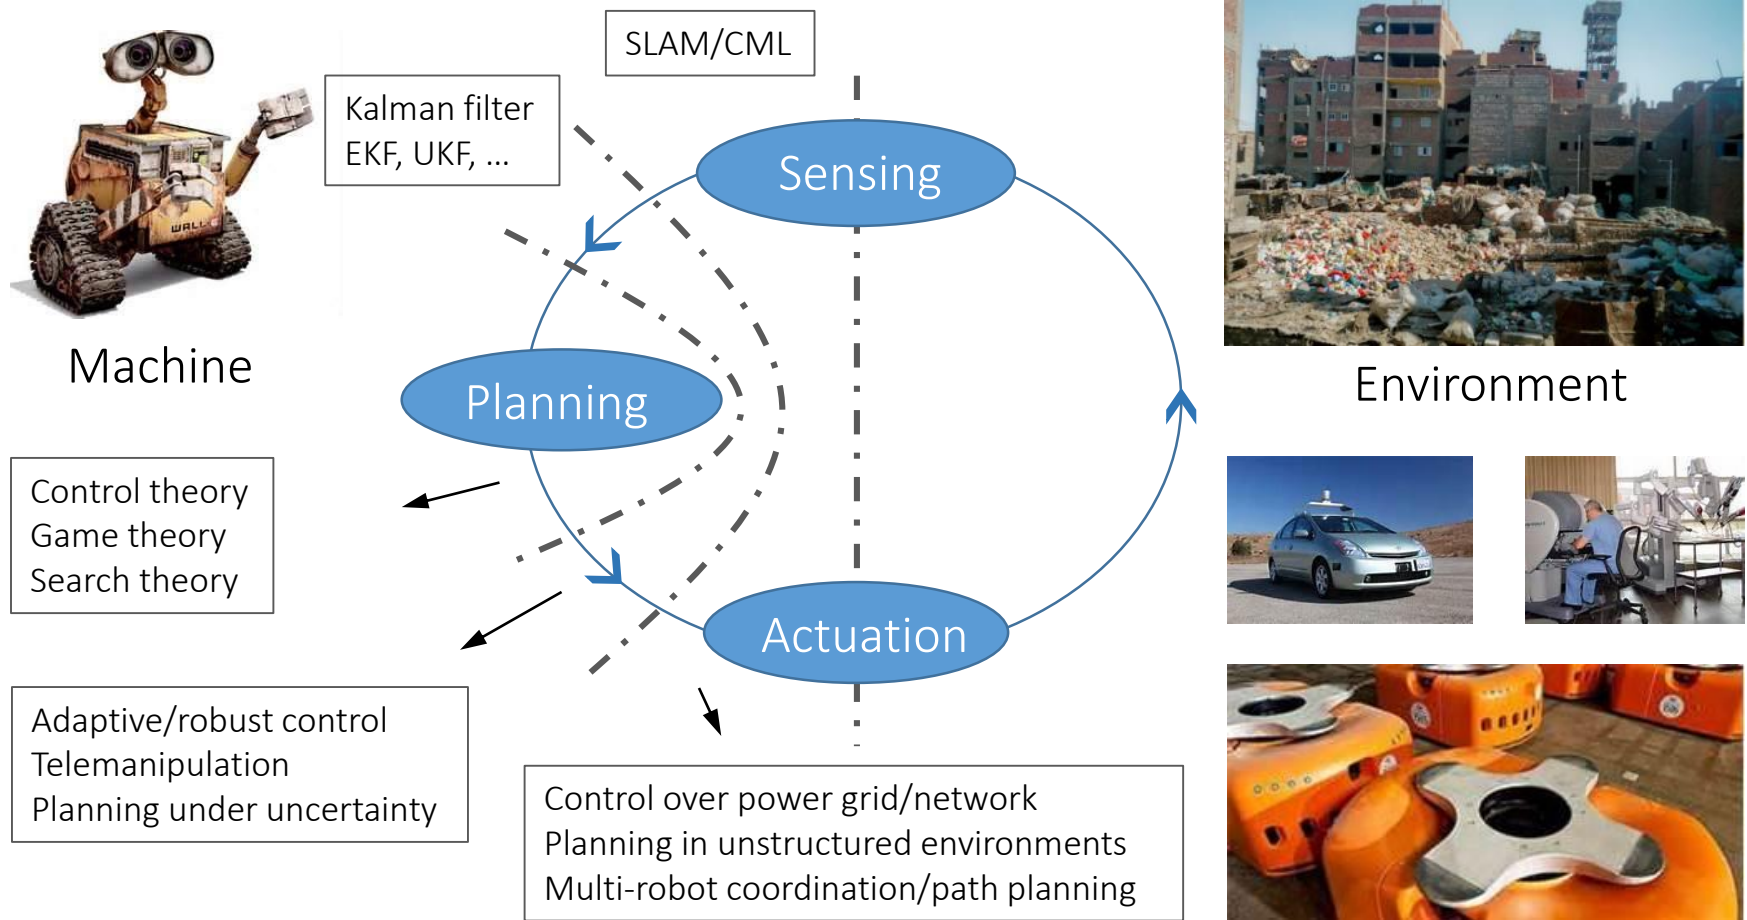 SLAM/CML
Kalman filter
EKF, UKF, ...
Sensing
WALL·E
Machine
Planning
Environment
Control theory
Game theory
Search theory
Actuation
Adaptive/robust control
Telemanipulation
Planning under uncertainty
Control over power grid/network
Planning in unstructured environments
Multi-robot coordination/path planning